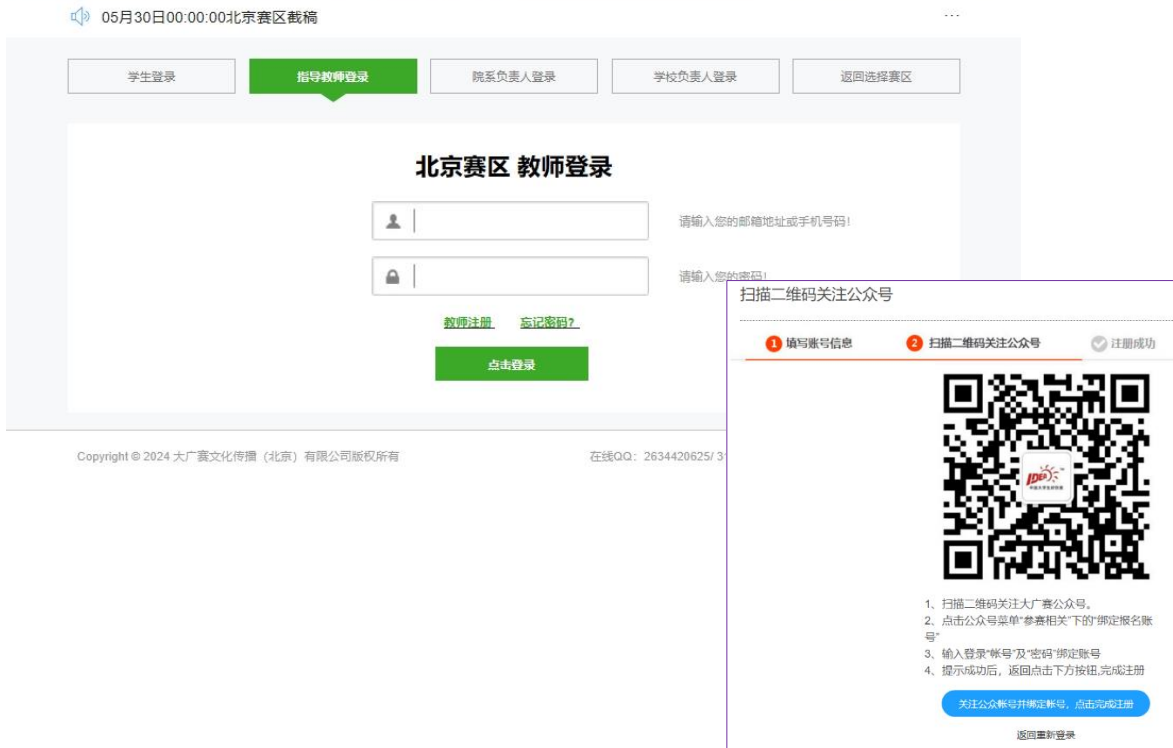 05月30日00:00:00北京赛区截稿
...
学生登录 指导教师登录 院系负责人登录 学校负责人登录 返回选择赛区
北京赛区 教师登录
请输入您的邮箱地址或手机号码!
请输入您的密码!
教师注册 忘记密码?
点击登录
Copyright © 2024 大广赛文化传播（北京）有限公司版权所有 在线QQ: 2634420625/
扫描二维码关注公众号
1 填写账号信息 2 扫描二维码关注公众号 注册成功
IDEA
1、扫描二维码关注大广赛公众号。
2、点击公众号菜单“参赛相关”下的“绑定报名账
号”
3、输入登录“帐号”及“密码”绑定账号
4、提示成功后，返回点击下方按钮,完成注册
关注公众帐号并绑定帐号，点击完成注册
返回重新登录